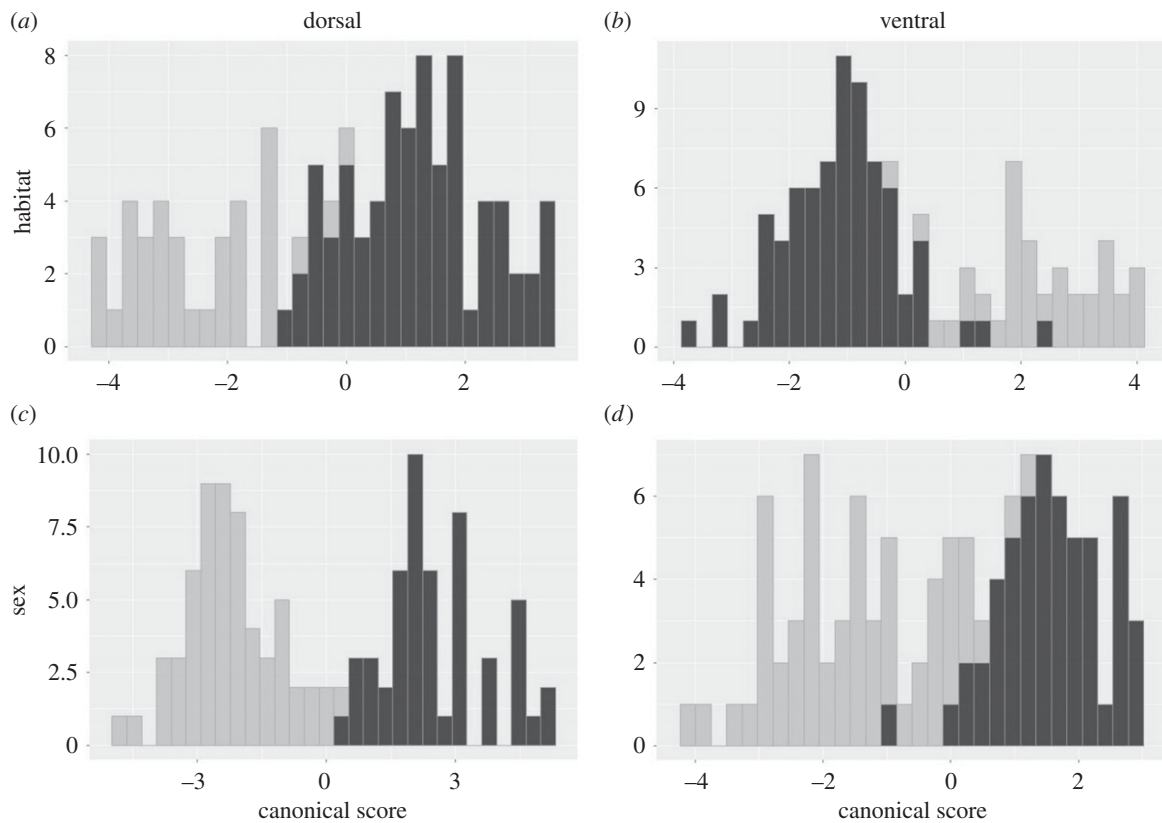 (a) dorsal (b) ventral
habitat
8
6
4
2
0
–4 –2 0 2
9
6
3
0
–4 –2 0 2 4
(c) (d)
sex
10.0
7.5
5.0
2.5
0
–3 0 3
canonical score
6
4
2
0
–4 –2 0 2
canonical score